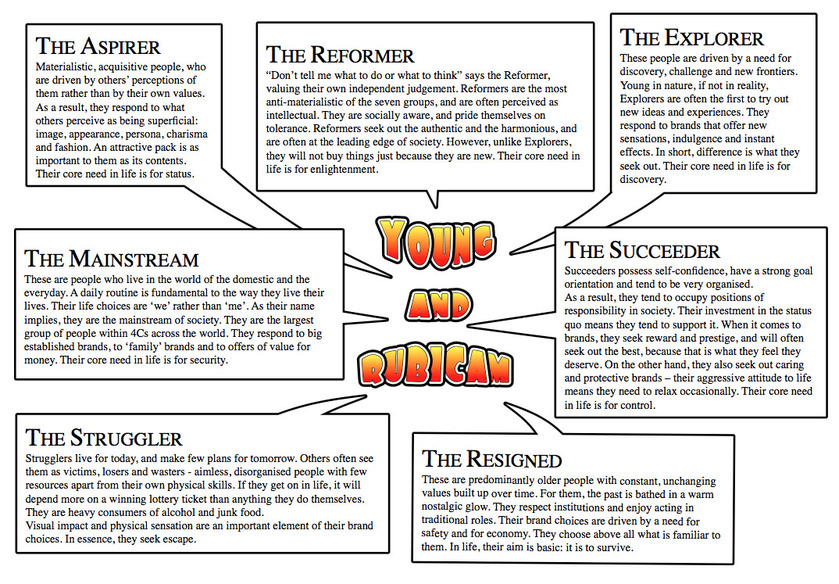 THE ASPIRER
Materialistic, acquisitive people, who
are driven by others' perceptions of
them rather than by their own values.
As a result, they respond to what
others perceive as being superficial:
image, appearance, persona, charisma
and fashion. An attractive pack is as
important to them as its contents.
Their core need in life is for status.
THE REFORMER
“Don't tell me what to do or what to think” says the Reformer,
valuing their own independent judgement. Reformers are the most
anti-materialistic of the seven groups, and are often perceived as
intellectual. They are socially aware, and pride themselves on
tolerance. Reformers seek out the authentic and the harmonious, and
are often at the leading edge of society. However, unlike Explorers,
they will not buy things just because they are new. Their core need in
life is for enlightenment.
THE EXPLORER
These people are driven by a need for
discovery, challenge and new frontiers.
Young in nature, if not in reality,
Explorers are often the first to try out
new ideas and experiences. They
respond to brands that offer new
sensations, indulgence and instant
effects. In short, difference is what they
seek out. Their core need in life is for
discovery.
YOUNG
AND
RUBICAM
THE MAINSTREAM
These are people who live in the world of the domestic and the
everyday. A daily routine is fundamental to the way they live their
lives. Their life choices are ‘we’ rather than ‘me’. As their name
implies, they are the mainstream of society. They are the largest
group of people within 4Cs across the world. They respond to big
established brands, to ‘family’ brands and to offers of value for
money. Their core need in life is for security.
THE SUCCEEDER
Succeeders possess self-confidence, have a strong goal
orientation and tend to be very organised.
As a result, they tend to occupy positions of
responsibility in society. Their investment in the status
quo means they tend to support it. When it comes to
brands, they seek reward and prestige, and will often
seek out the best, because that is what they feel they
deserve. On the other hand, they also seek out caring
and protective brands – their aggressive attitude to life
means they need to relax occasionally. Their core need
in life is for control.
THE STRUGGLER
Strugglers live for today, and make few plans for tomorrow. Others often see
them as victims, losers and wasters - aimless, disorganised people with few
resources apart from their own physical skills. If they get on in life, it will
depend more on a winning lottery ticket than anything they do themselves.
They are heavy consumers of alcohol and junk food.
Visual impact and physical sensation are an important element of their brand
choices. In essence, they seek escape.
THE RESIGNED
These are predominantly older people with constant, unchanging
values built up over time. For them, the past is bathed in a warm
nostalgic glow. They respect institutions and enjoy acting in
traditional roles. Their brand choices are driven by a need for
safety and for economy. They choose above all what is familiar to
them. In life, their aim is basic: it is to survive.